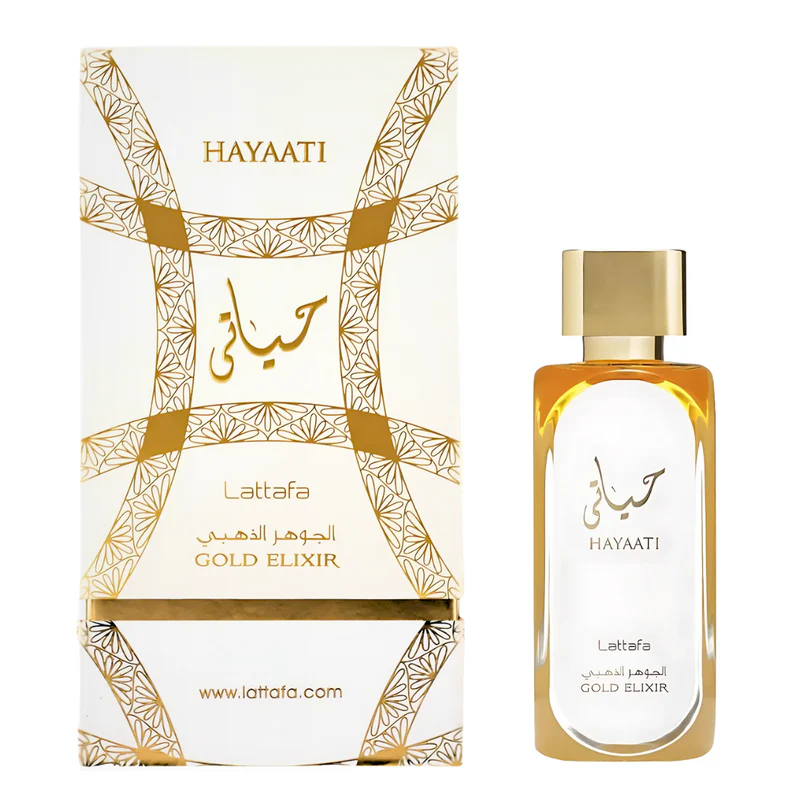 HAYAATI
حياتي
Lattafa
الجوهر الذهبي
GOLD ELIXIR
www.lattafa.com
حياتي
HAYAATI
Lattafa
الجوهر الذهبي
GOLD ELIXIR